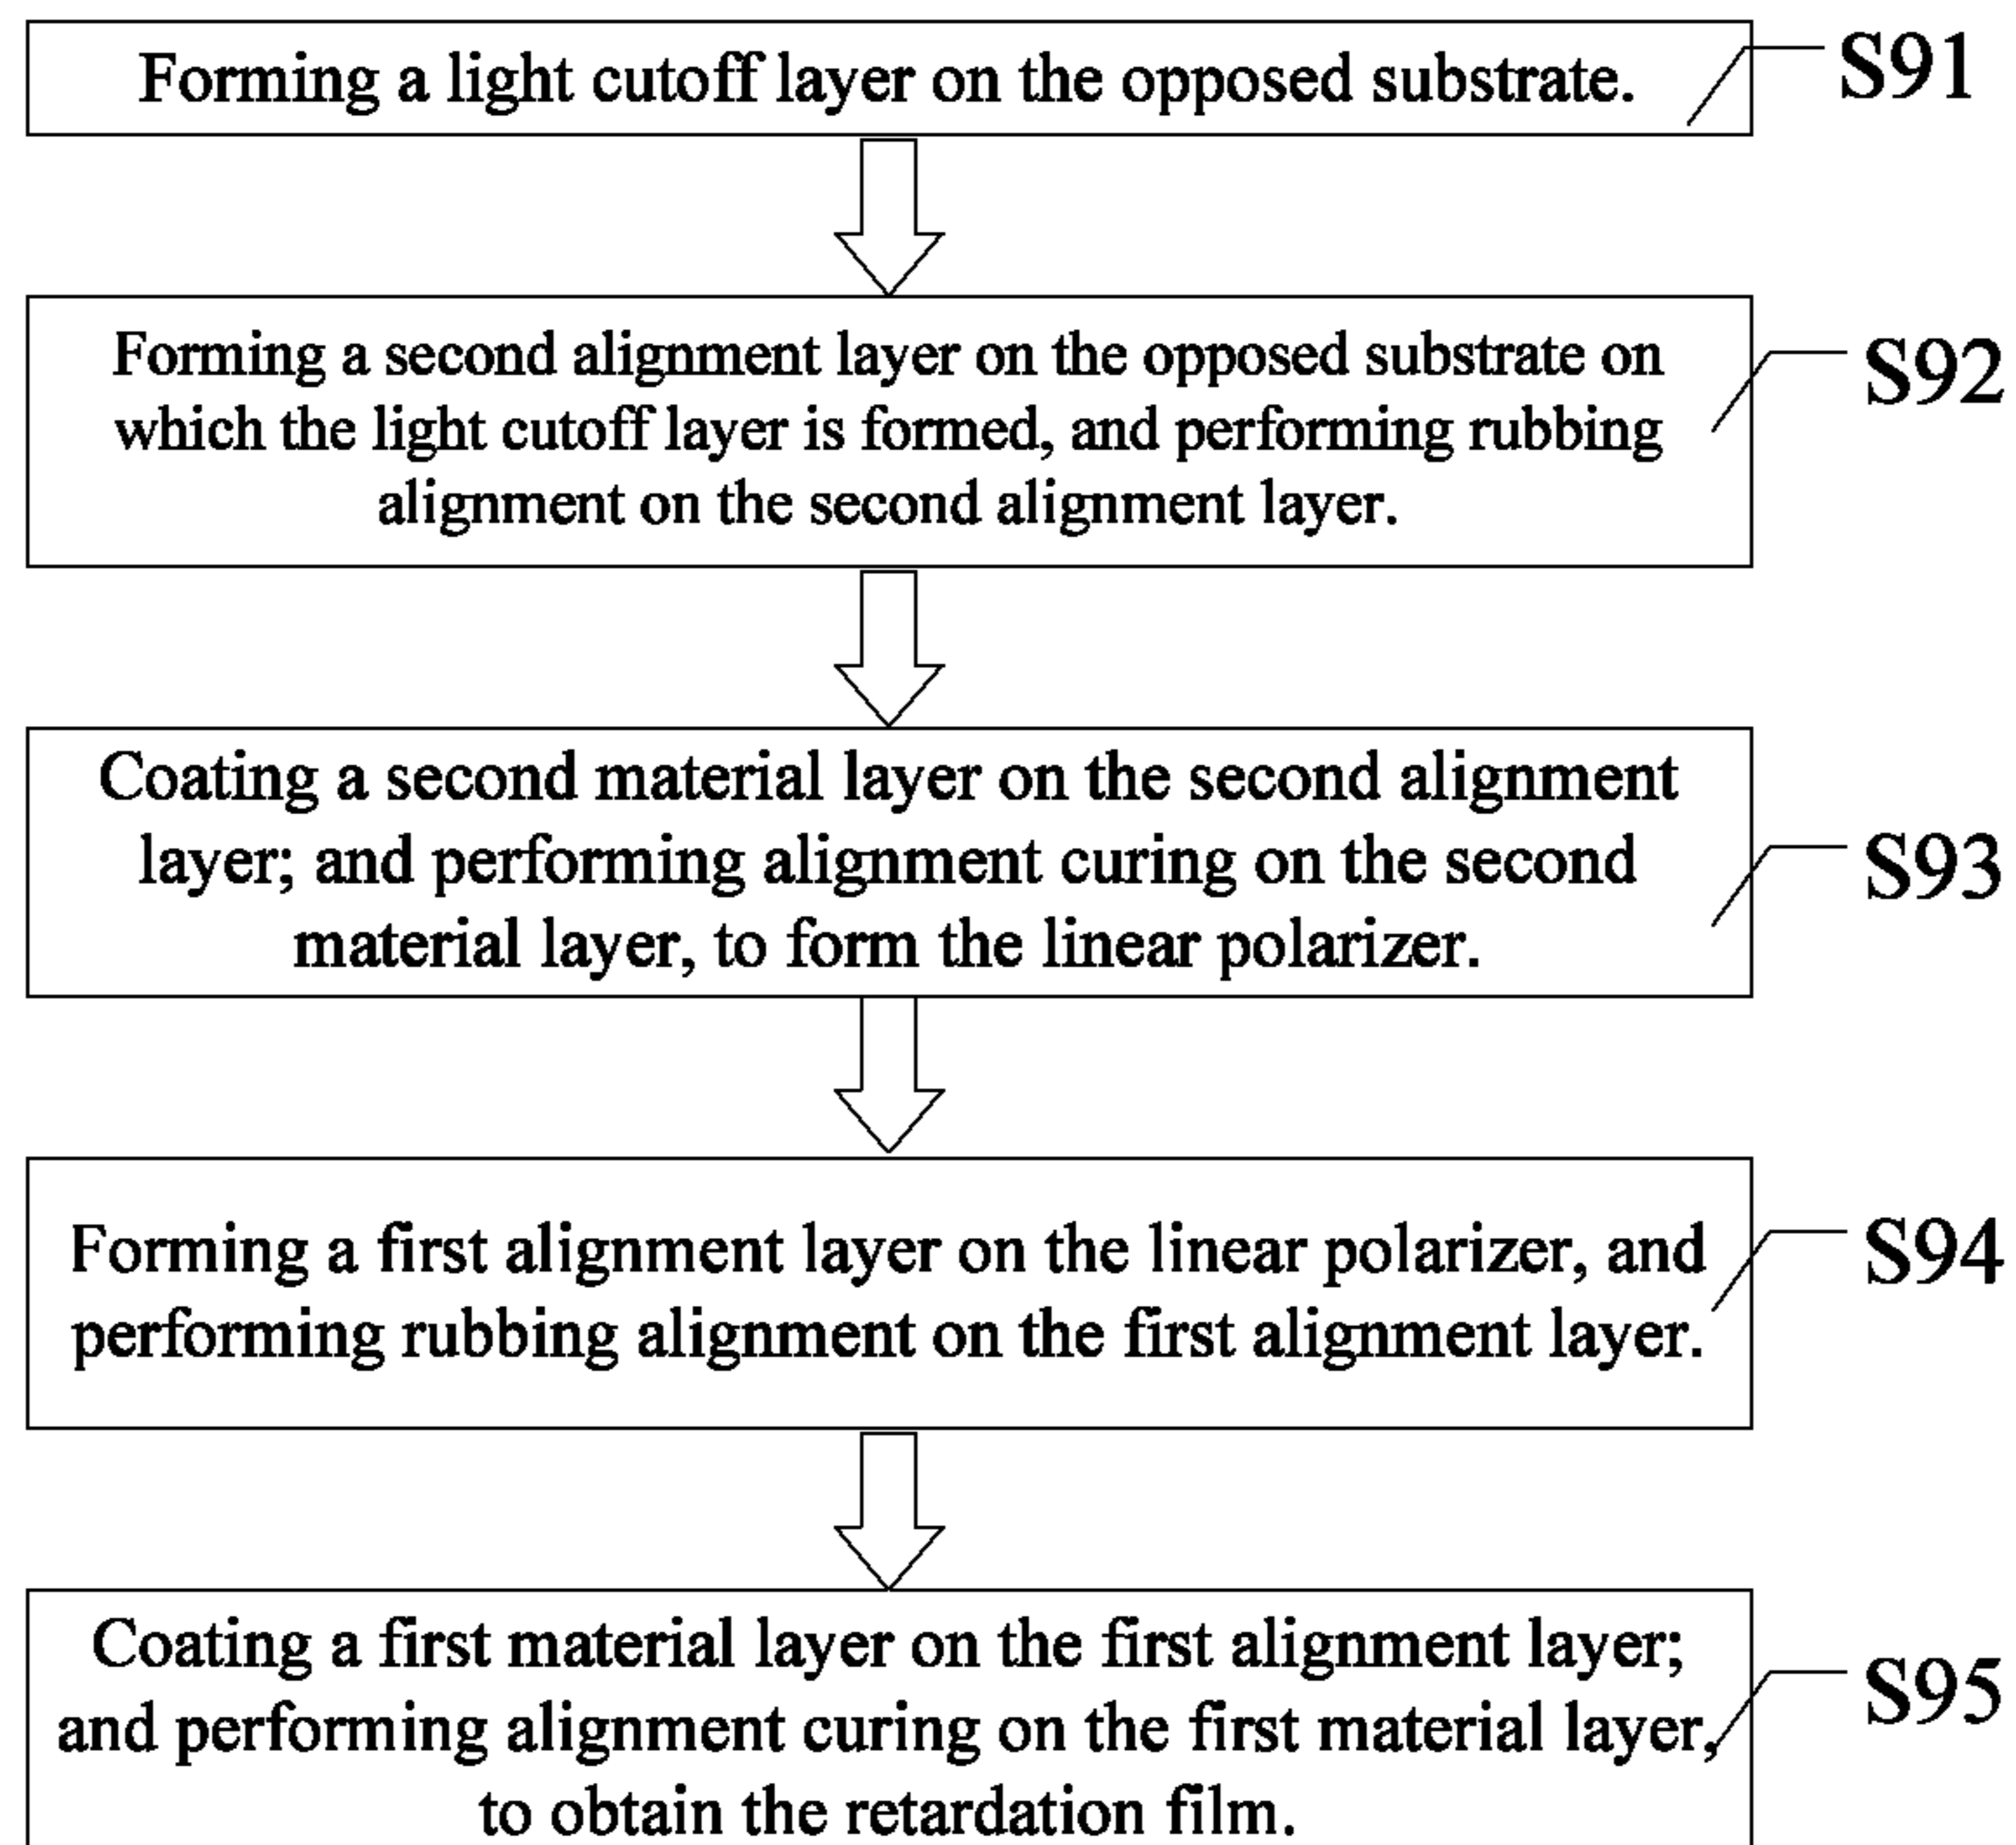 Forming a light cutoff layer on the opposed substrate.
S91
Forming a second alignment layer on the opposed substrate on
which the light cutoff layer is formed, and performing rubbing
alignment on the second alignment layer.
S92
Coating a second material layer on the second alignment
layer; and performing alignment curing on the second
material layer, to form the linear polarizer.
S93
Forming a first alignment layer on the linear polarizer, and
performing rubbing alignment on the first alignment layer.
S94
Coating a first material layer on the first alignment layer;
and performing alignment curing on the first material layer,
to obtain the retardation film.
S95